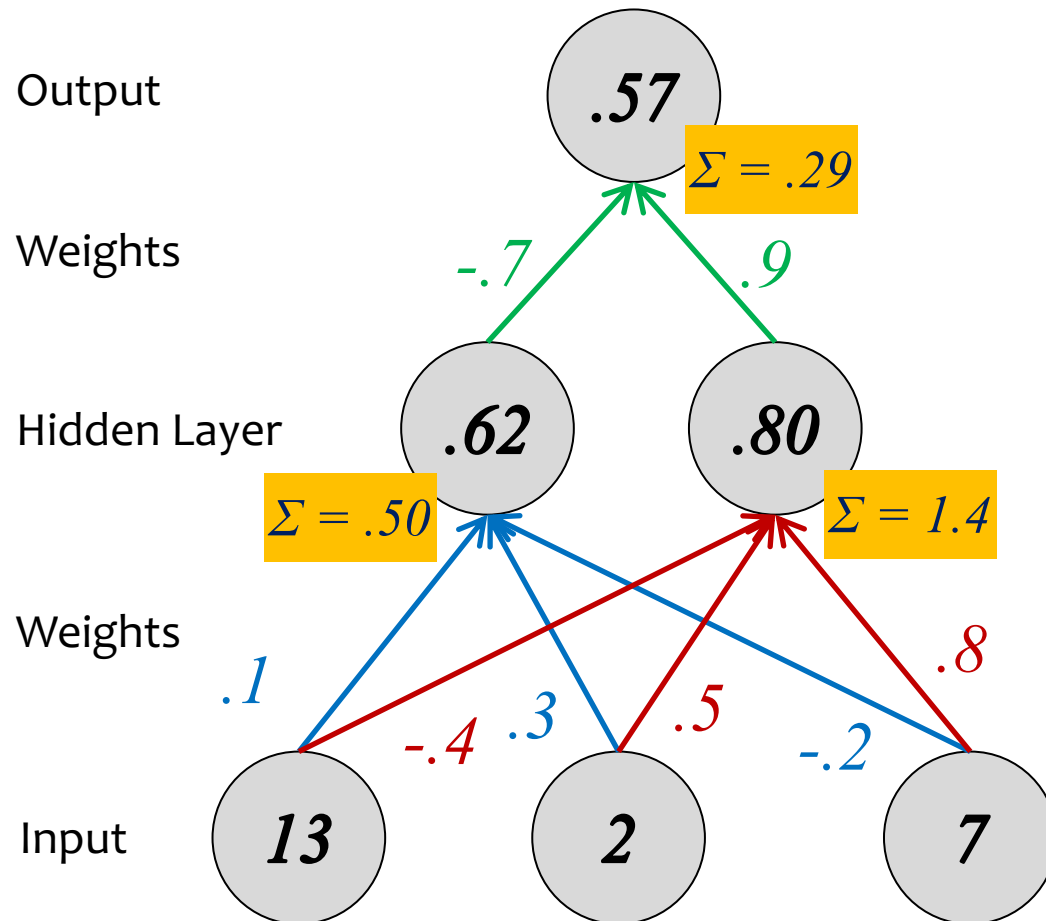 Output
.57
Σ = .29
Weights
-.7
.9
Hidden Layer
.62
.80
Σ = .50
Σ = 1.4
Weights
.1
-.4
.3
.5
-.2
.8
Input
13
2
7